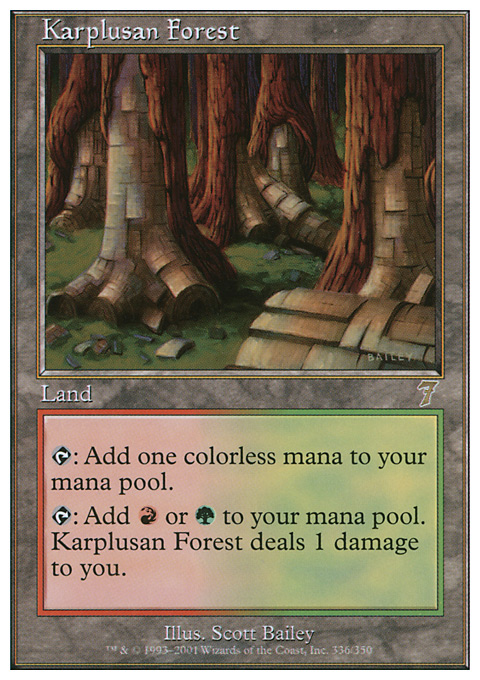 Karplusan Forest
BAILEY
Land
7
: Add one colorless mana to your
mana pool.
: Add or to your mana pool.
Karplusan Forest deals 1 damage
to you.
Illus. Scott Bailey
™ & © 1993–2001 Wizards of the Coast, Inc. 336/350